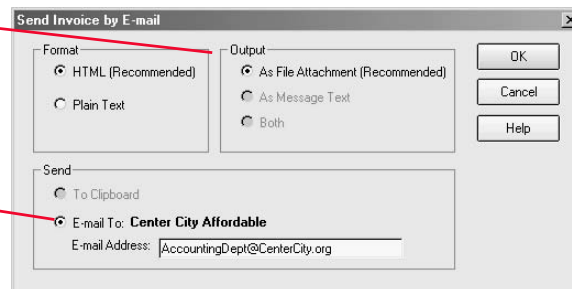 Send Invoice by E-mail
Format
HTML (Recommended)
Plain Text
Output
As File Attachment (Recommended)
As Message Text
Both
OK
Cancel
Help
Send
To Clipboard
E-mail To: Center City Affordable
E-mail Address: AccountingDept@CenterCity.org